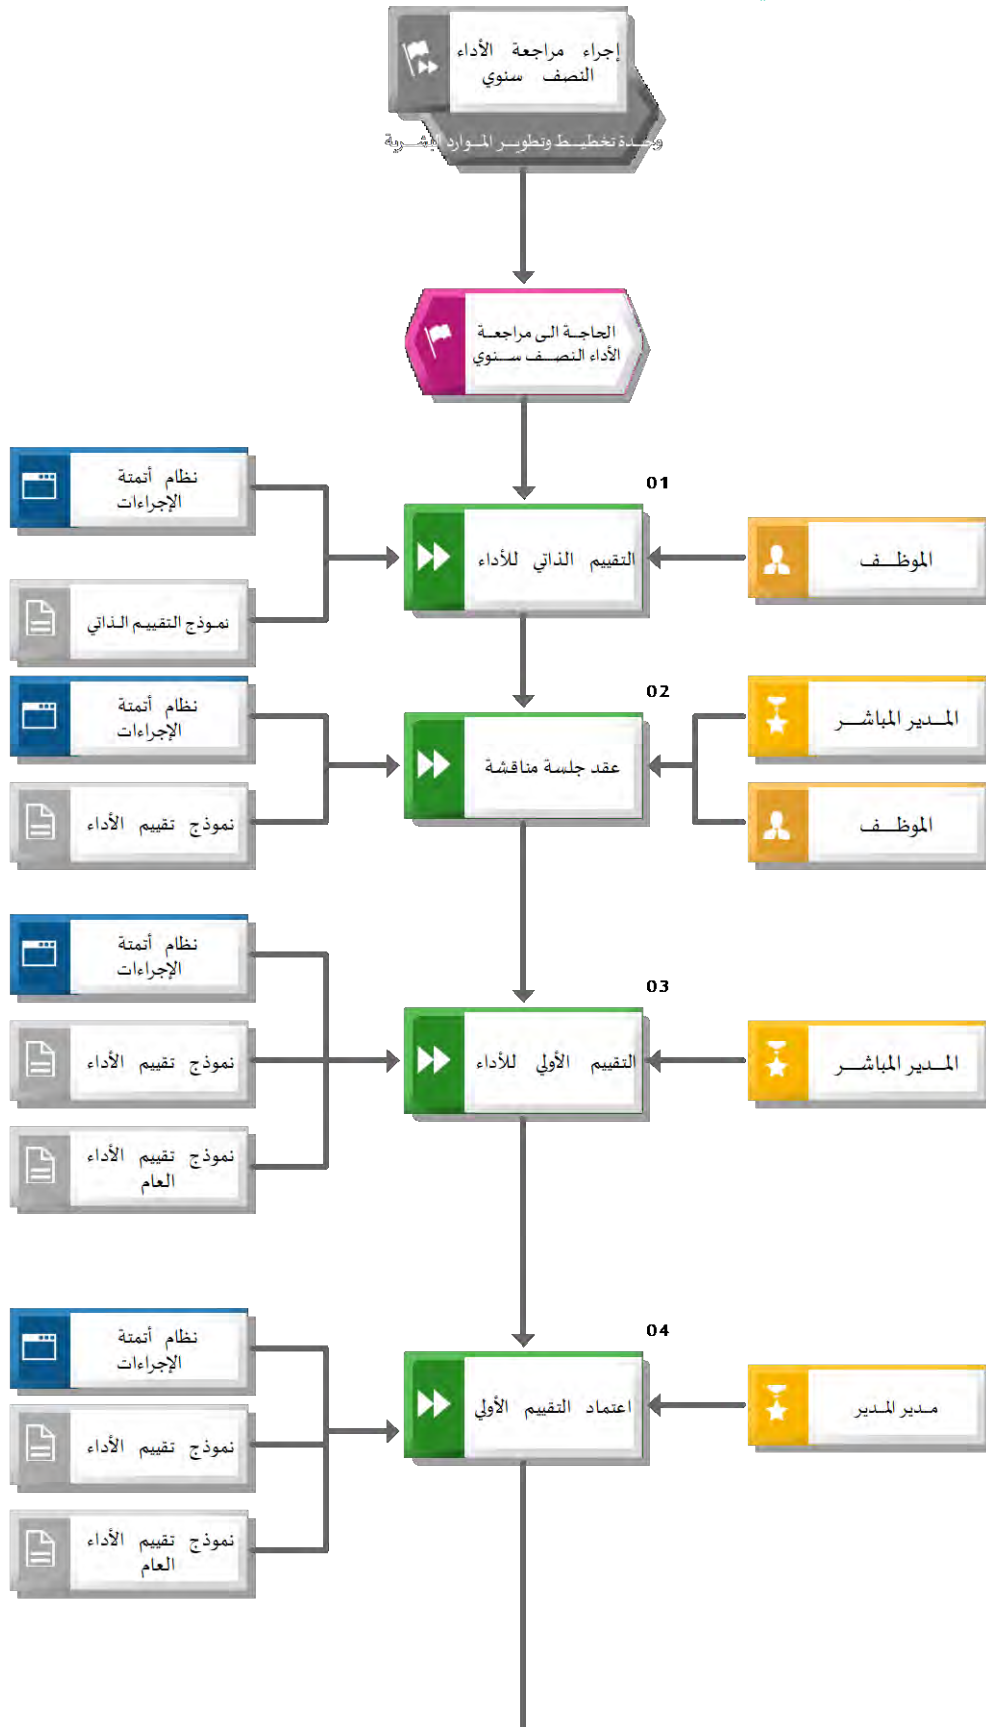 إجراء مراجعة الأداء
النصف سنوي
وحدة تخطيط وتطوير الموارد البشرية
الحاجة الى مراجعة
الأداء النصف سنوي
01
التقييم الذاتي للأداء
الموظف
نظام أتمتة
الإجراءات
نموذج التقييم الذاتي
02
عقد جلسة مناقشة
المدير المباشر
الموظف
نظام أتمتة
الإجراءات
نموذج تقييم الأداء
03
التقييم الأولي للأداء
المدير المباشر
نظام أتمتة
الإجراءات
نموذج تقييم الأداء
نموذج تقييم الأداء
العام
04
اعتماد التقييم الأولي
مدير المدير
نظام أتمتة
الإجراءات
نموذج تقييم الأداء
نموذج تقييم الأداء
العام